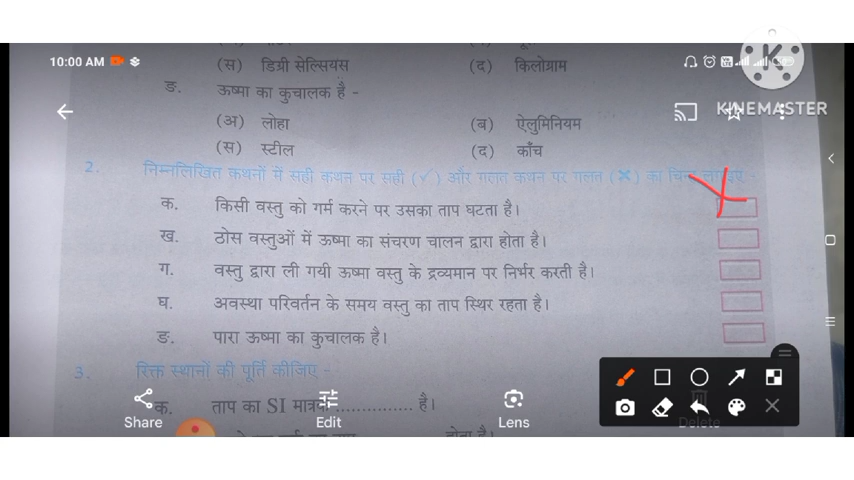 10:00 AM
(स) डिग्री सेल्सियस (द) किलोग्राम
ङ. ऊष्मा का कुचालक है -
KINEMASTER
(अ) लोहा (ब) ऐलुमिनियम
(स) स्टील (द) काँच
2. निम्नलिखित कथनों में सही कथन पर सही (✓) और गलत कथन पर गलत (✗) का चिन्ह लगाइए -
क. किसी वस्तु को गर्म करने पर उसका ताप घटता है।
ख. ठोस वस्तुओं में ऊष्मा का संचरण चालन द्वारा होता है।
ग. वस्तु द्वारा ली गयी ऊष्मा वस्तु के द्रव्यमान पर निर्भर करती है।
घ. अवस्था परिवर्तन के समय वस्तु का ताप स्थिर रहता है।
ङ. पारा ऊष्मा का कुचालक है।
3. रिक्त स्थानों की पूर्ति कीजिए -
क. ताप का SI मात्रक .............. है।
Share Edit Lens Delete
होता है।